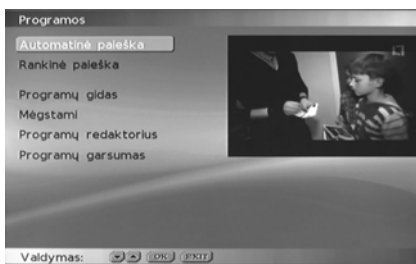 Programos
Automatinė paieška
Rankinė paieška
Programų gidas
Mėgstami
Programų redaktorius
Programų garsumas
Valdymas: OK EXIT